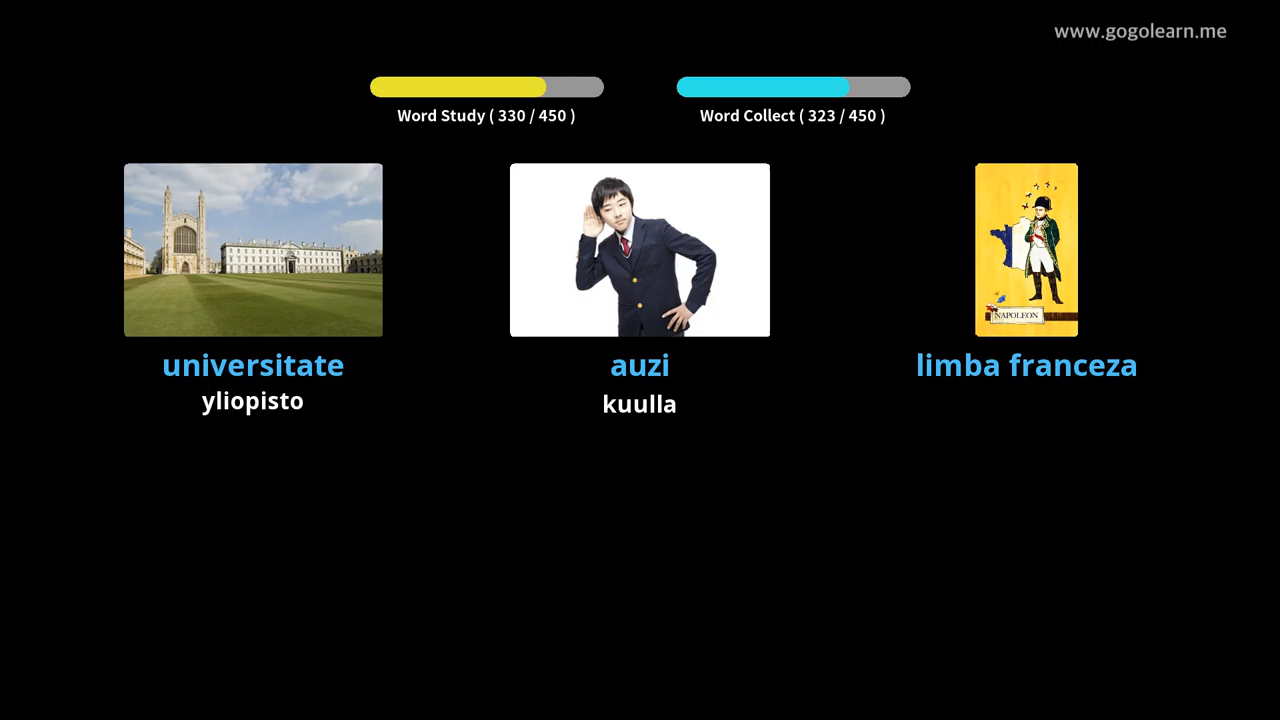 www.gogolearn.me
Word Study ( 330 / 450 )
Word Collect ( 323 / 450 )
NAPOLEON
universitate
auzi
limba franceza
yliopisto
kuulla